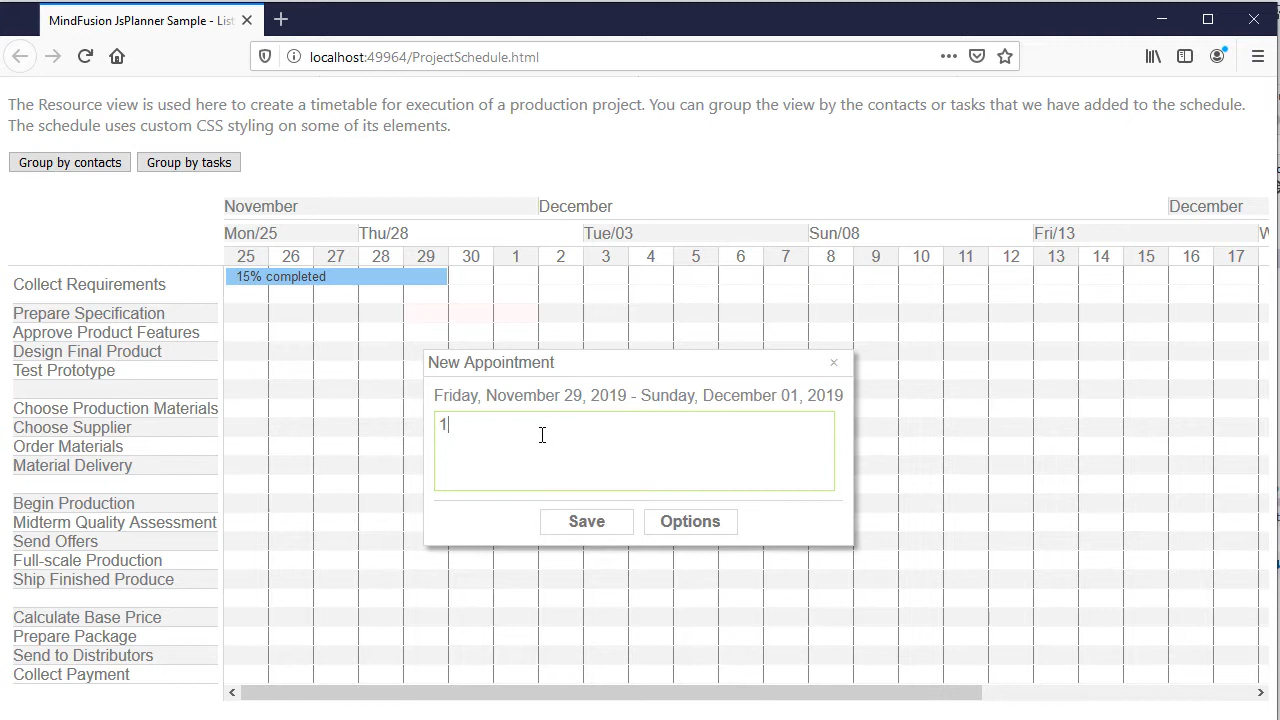 MindFusion JsPlanner Sample - List
localhost:49964/ProjectSchedule.html
The Resource view is used here to create a timetable for execution of a production project. You can group the view by the contacts or tasks that we have added to the schedule.
The schedule uses custom CSS styling on some of its elements.
Group by contacts Group by tasks
November December December
Mon/25 Thu/28 Tue/03 Sun/08 Fri/13 W
25 26 27 28 29 30 1 2 3 4 5 6 7 8 9 10 11 12 13 14 15 16 17
Collect Requirements 15% completed
Prepare Specification
Approve Product Features
Design Final Product
Test Prototype
Choose Production Materials
Choose Supplier
Order Materials
Material Delivery
Begin Production
Midterm Quality Assessment
Send Offers
Full-scale Production
Ship Finished Produce
Calculate Base Price
Prepare Package
Send to Distributors
Collect Payment
New Appointment ×
Friday, November 29, 2019 - Sunday, December 01, 2019
1
Save Options